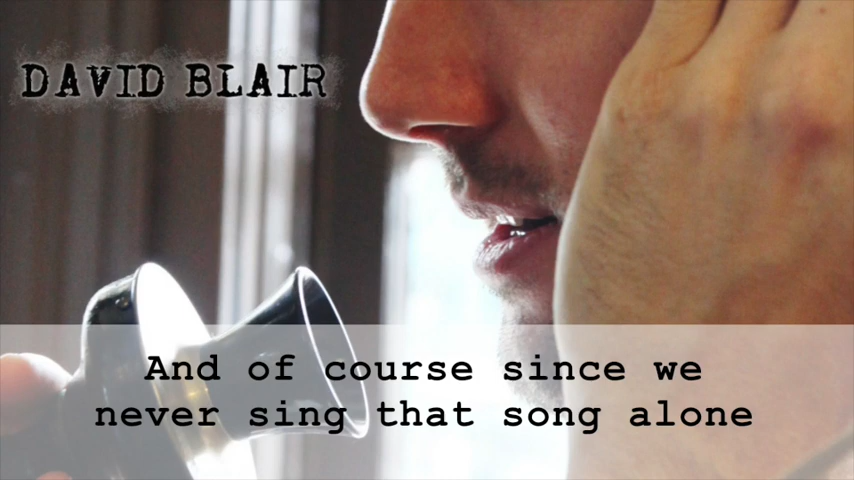 DAVID BLAIR
And of course since we
never sing that song alone